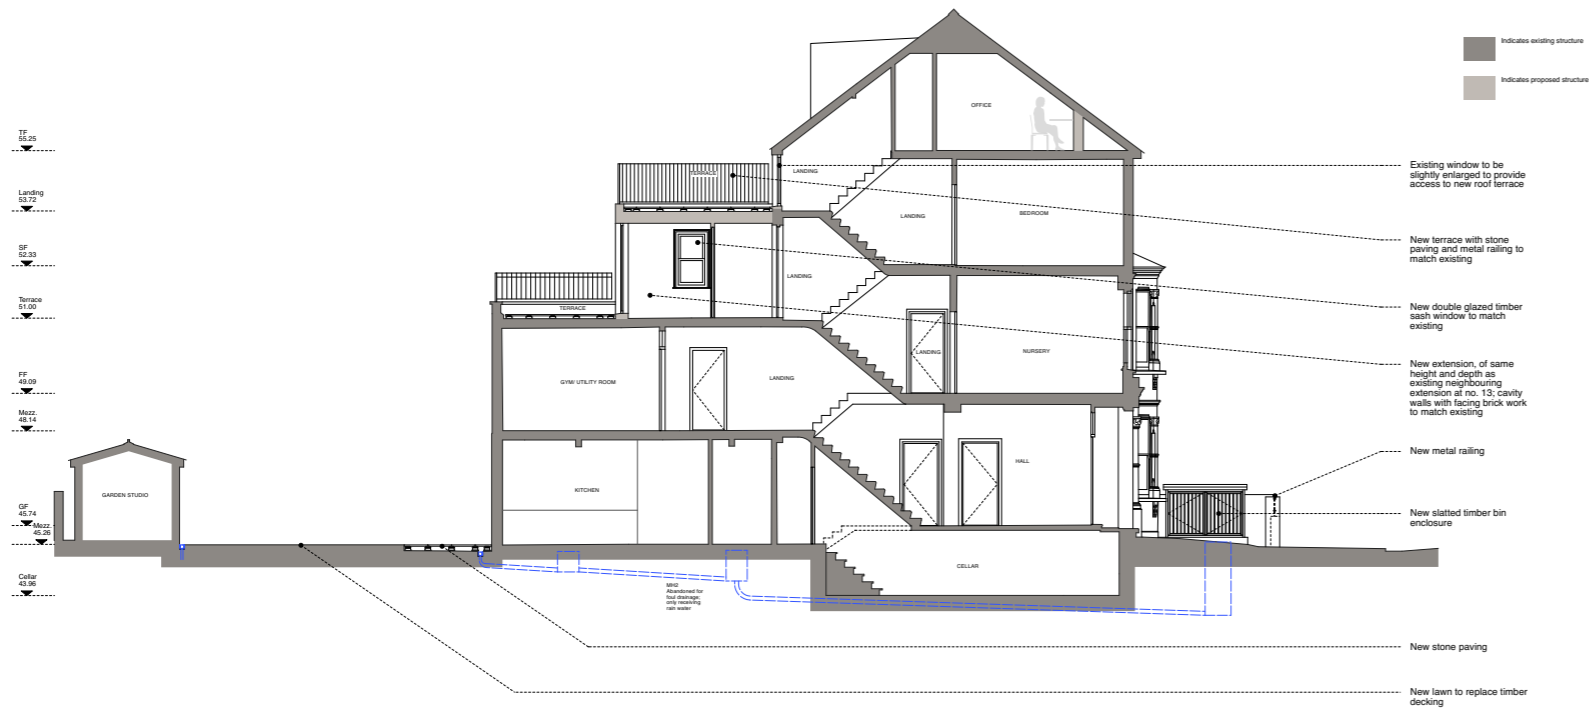 Indicates existing structure
Indicates proposed structure
OFFICE
TF
55.25
Existing window to be
slightly enlarged to provide
access to new roof terrace
TERRACE
LANDING
Landing
53.72
LANDING
BEDROOM
New terrace with stone
paving and metal railing to
match existing
SF
52.33
LANDING
Terrace
51.00
TERRACE
New double glazed timber
sash window to match
existing
LANDING
NURSERY
FF
49.09
GYM/ UTILITY ROOM
LANDING
New extension, of same
height and depth as
existing neighbouring
extension at no. 13; cavity
walls with facing brick work
to match existing
Mezz.
48.14
New metal railing
HALL
GARDEN STUDIO
KITCHEN
GF
45.74
Mezz.
45.26
New slatted timber bin
enclosure
CELLAR
Cellar
43.96
MH2
Abandoned for
foul drainage;
only receiving
rain water
New stone paving
New lawn to replace timber
decking